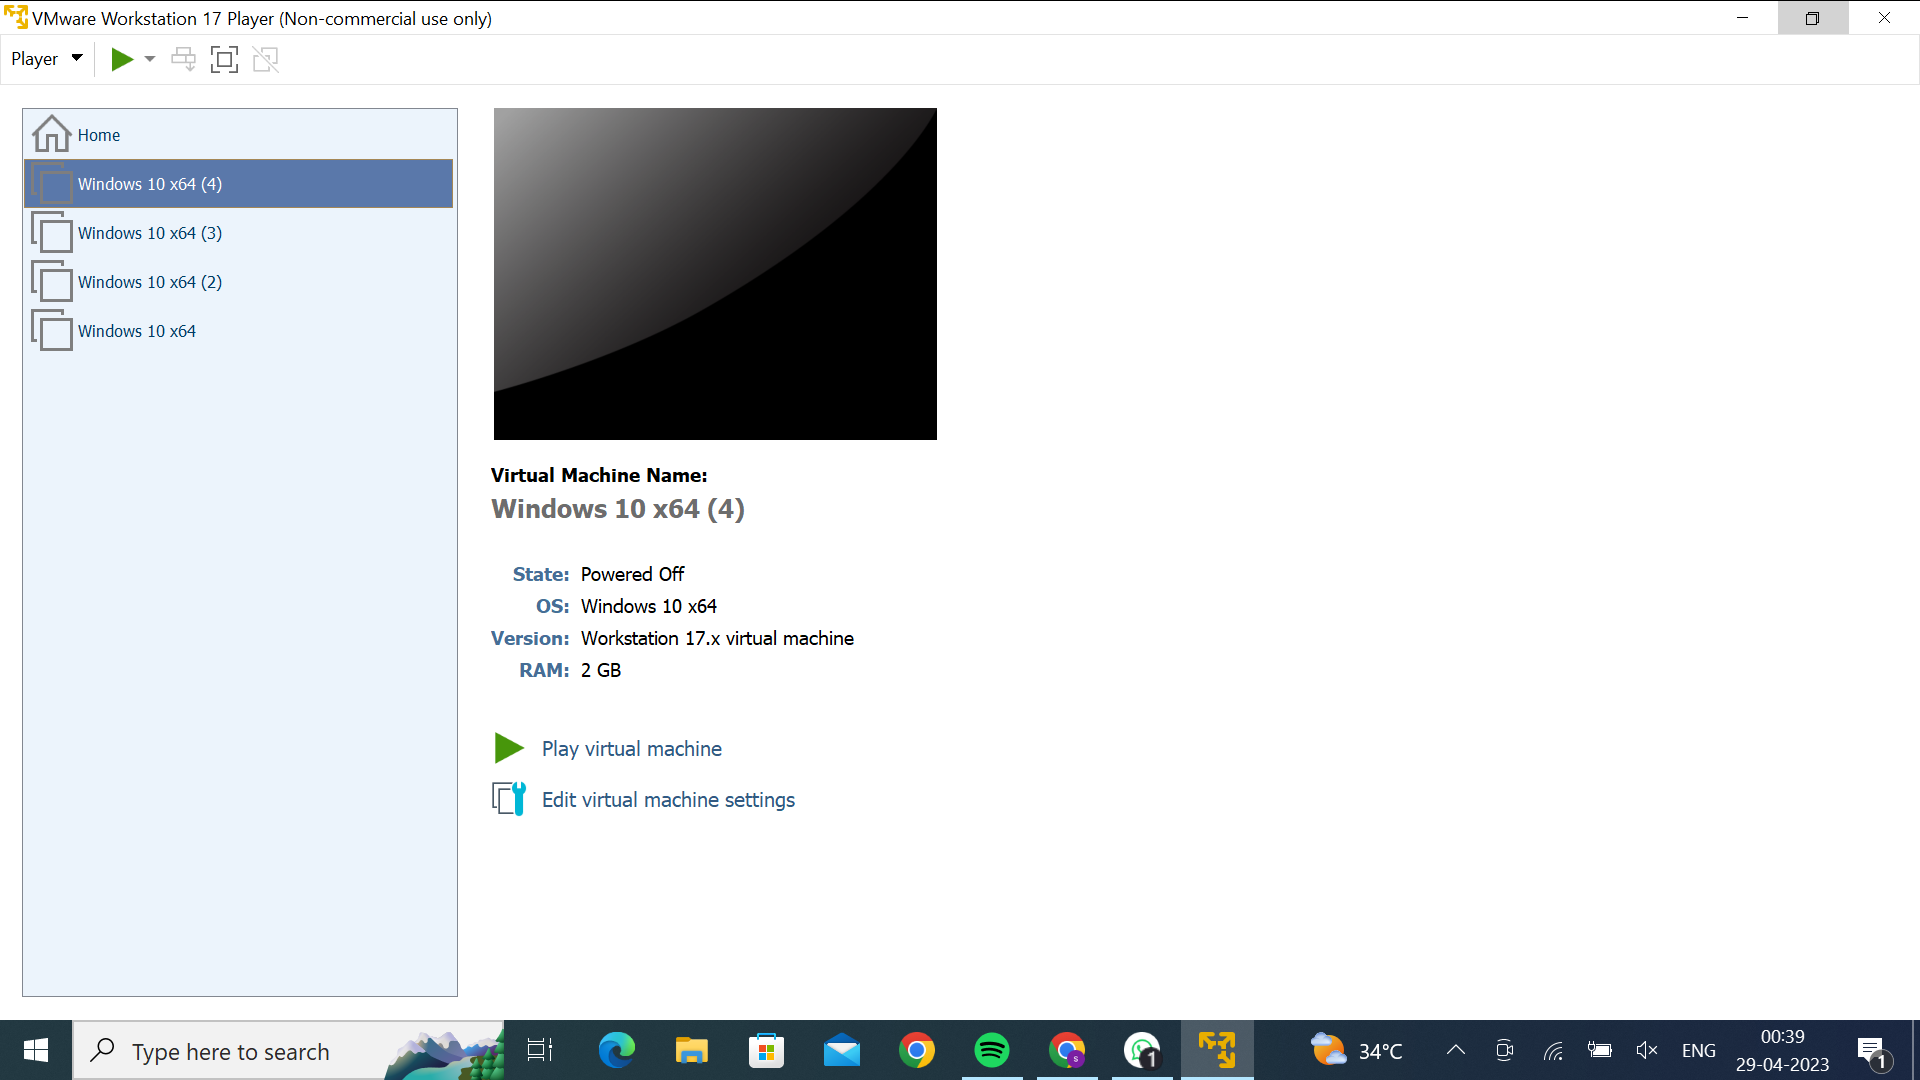 VMware Workstation 17 Player (Non-commercial use only)
Player
Home
Windows 10 x64 (4)
Windows 10 x64 (3)
Windows 10 x64 (2)
Windows 10 x64
Virtual Machine Name:
Windows 10 x64 (4)
State: Powered Off
OS: Windows 10 x64
Version: Workstation 17.x virtual machine
RAM: 2 GB
Play virtual machine
Edit virtual machine settings
Type here to search
S
1
34°C
ENG
00:39
29-04-2023
1